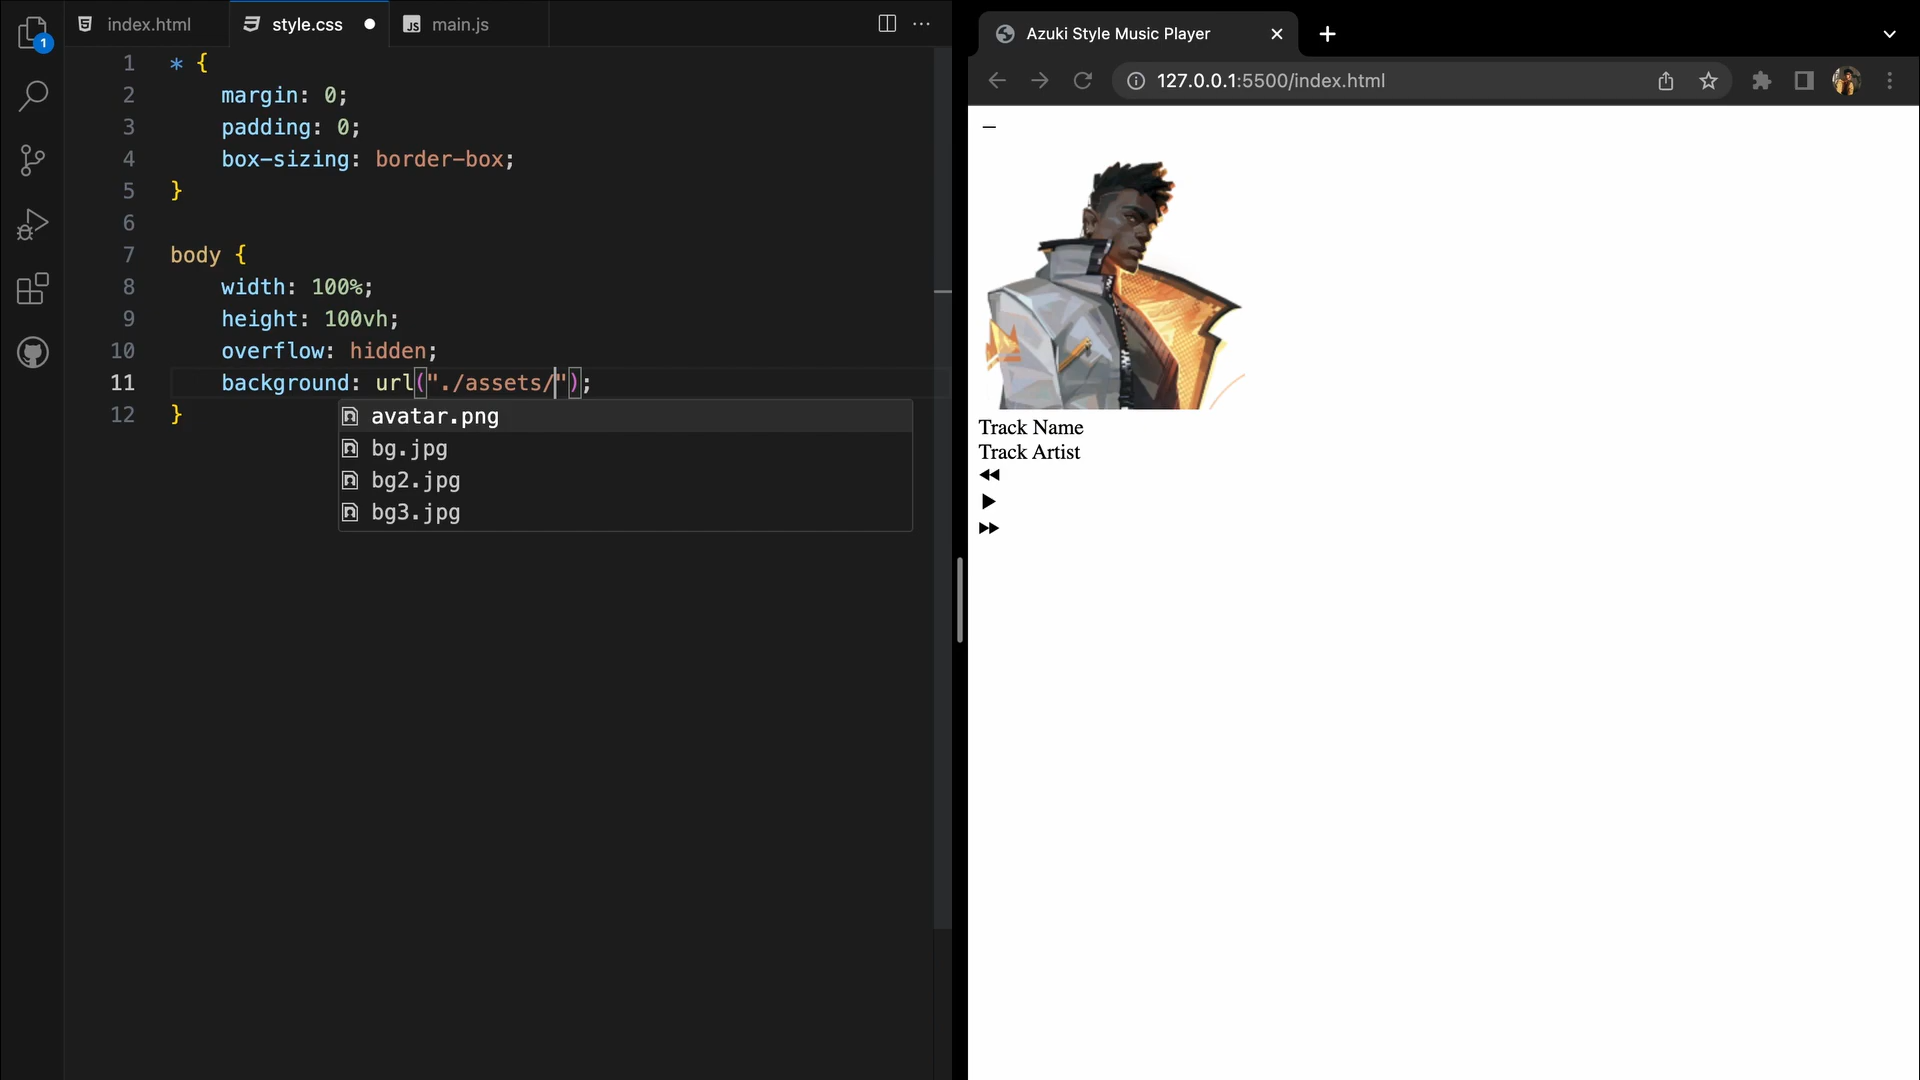 1
index.html
style.css
JS main.js
1 * {
2 margin: 0;
3 padding: 0;
4 box-sizing: border-box;
5 }
6
7 body {
8 width: 100%;
9 height: 100vh;
10 overflow: hidden;
11 background: url("./assets/");
12 }
avatar.png
bg.jpg
bg2.jpg
bg3.jpg
Azuki Style Music Player
127.0.0.1:5500/index.html
Track Name
Track Artist